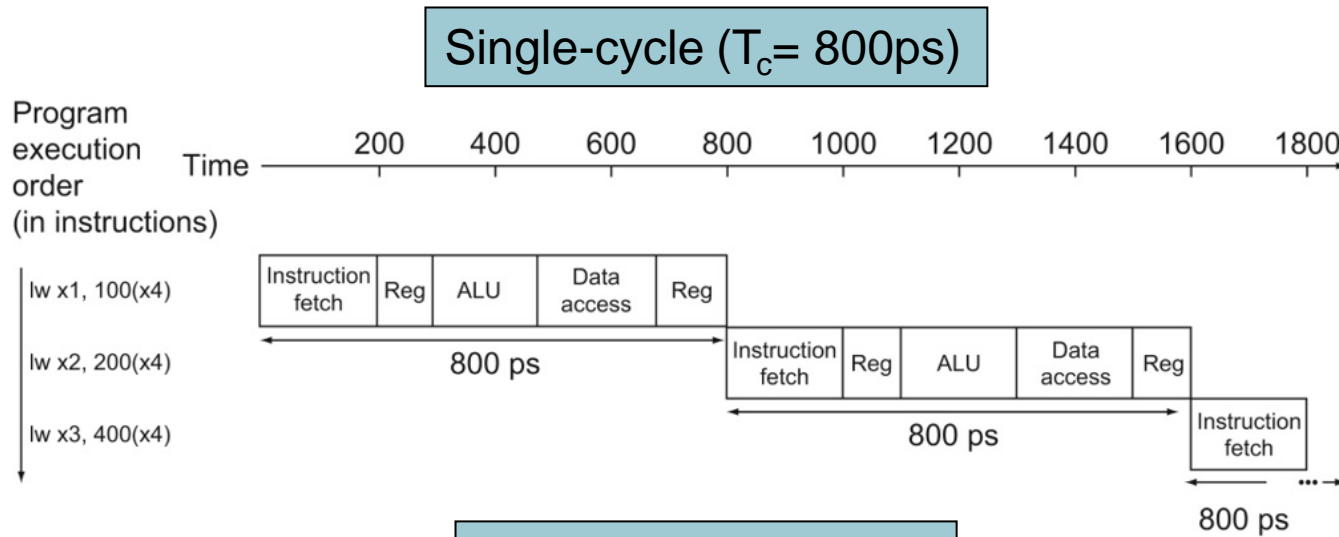 Single-cycle (Tc= 800ps)
Program
execution
order
(in instructions)
Time
200 400 600 800 1000 1200 1400 1600 1800
lw x1, 100(x4)
Instruction
fetch
Reg
ALU
Data
access
Reg
800 ps
lw x2, 200(x4)
Instruction
fetch
Reg
ALU
Data
access
Reg
800 ps
lw x3, 400(x4)
Instruction
fetch
•••
800 ps